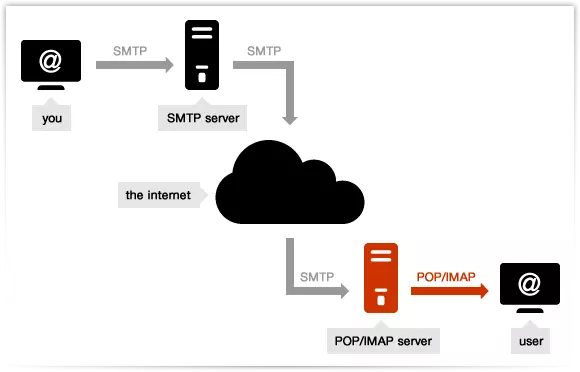 SMTP
SMTP
@
you
SMTP server
the internet
SMTP
POP/IMAP
@
POP/IMAP server
user